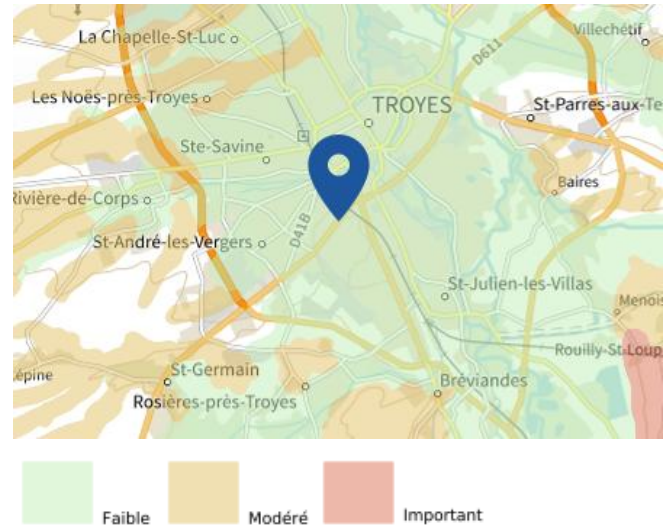 Villechétif
La Chapelle-St-Luc
D611
Les Noës-près-Troyes
TROYES
St-Parres-aux-Te
Ste-Savine
Baires
Rivière-de-Corps
D41B
St-André-les-Vergers
St-Julien-les-Villas
Menois
Rouilly-St-Loup
épine
St-Germain
Bréviandes
Rosières-près-Troyes
Faible Modéré Important